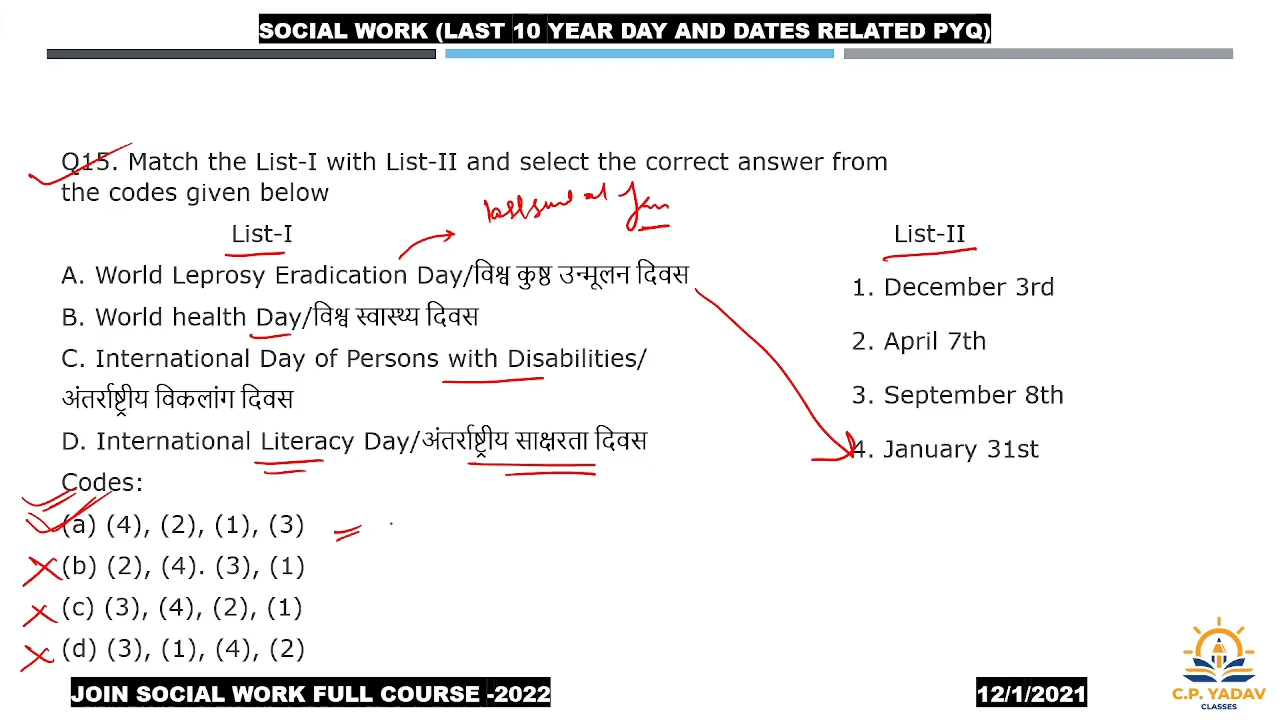 SOCIAL WORK (LAST 10 YEAR DAY AND DATES RELATED PYQ)
Q15. Match the List-I with List-II and select the correct answer from
the codes given below
List-I
List-II
A. World Leprosy Eradication Day/विश्व कुष्ठ उन्मूलन दिवस
B. World health Day/विश्व स्वास्थ्य दिवस
C. International Day of Persons with Disabilities/
अंतर्राष्ट्रीय विकलांग दिवस
D. International Literacy Day/अंतर्राष्ट्रीय साक्षरता दिवस
1. December 3rd
2. April 7th
3. September 8th
4. January 31st
Codes:
(a) (4), (2), (1), (3)
(b) (2), (4). (3), (1)
(c) (3), (4), (2), (1)
(d) (3), (1), (4), (2)
JOIN SOCIAL WORK FULL COURSE -2022
12/1/2021
C.P. YADAV
CLASSES